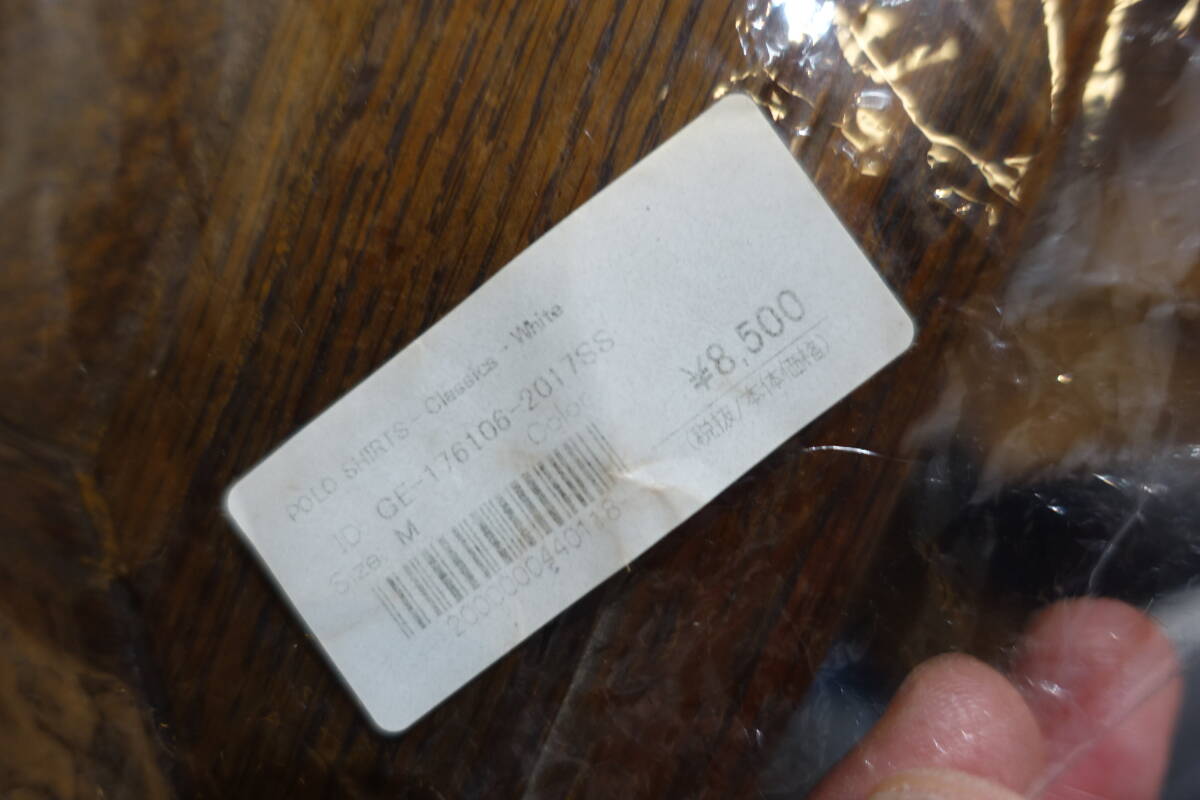 POLO SHIRTS - Classics - White
ID GE-176106-2017SS
Size M Color
¥8,500
(税抜/本体価格)
2000000440118